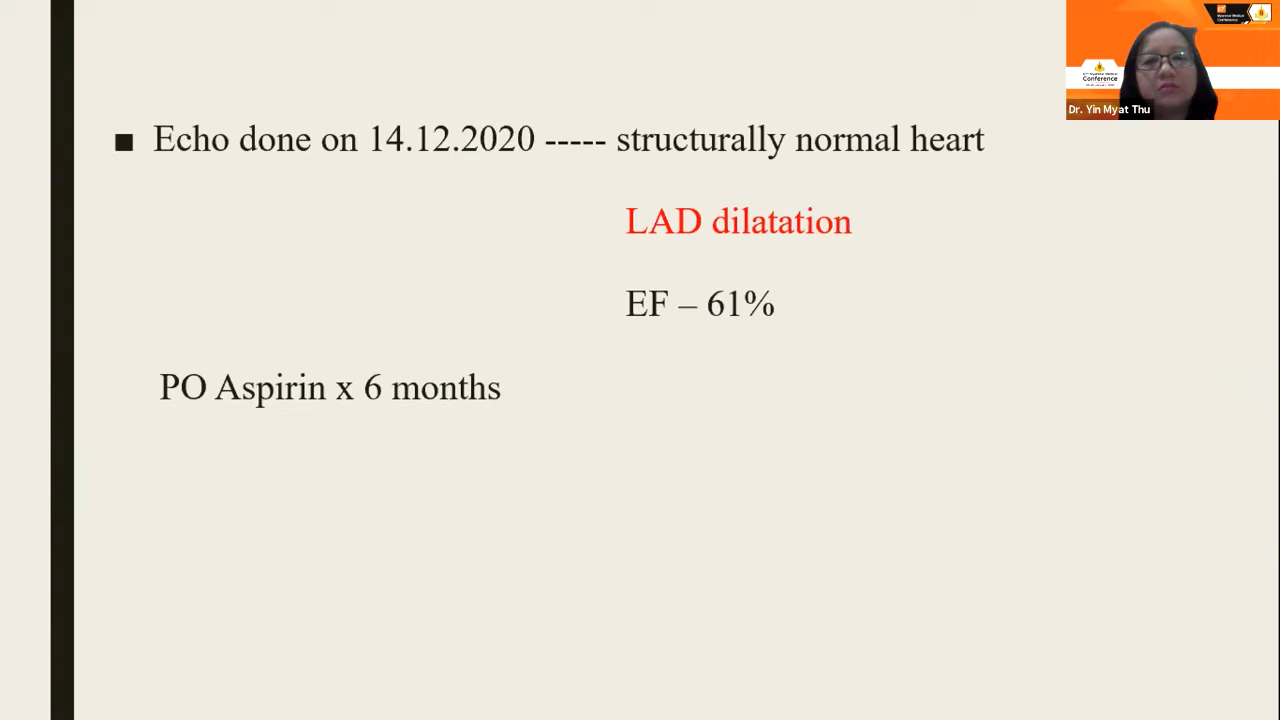 ■ Echo done on 14.12.2020 ----- structurally normal heart
LAD dilatation
EF – 61%
PO Aspirin x 6 months
Conference
Dr. Yin Myat Thu